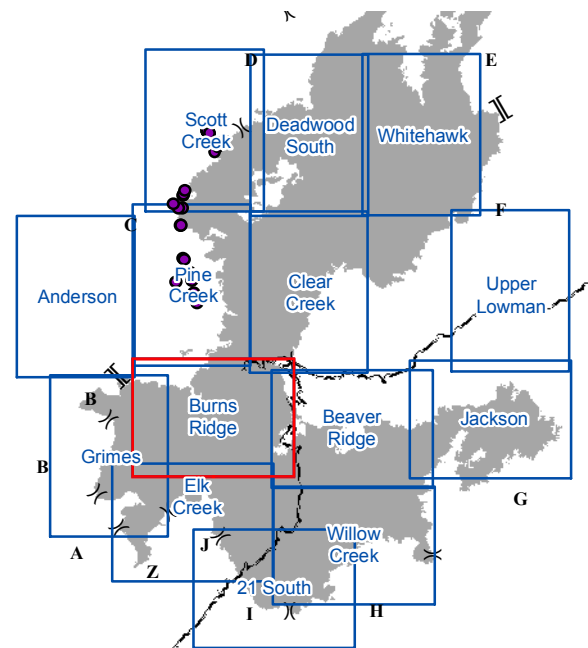 D
E
Scott
Creek
Deadwood
South
Whitehawk
C
F
Anderson
Pine
Creek
Clear
Creek
Upper
Lowman
B
Burns
Ridge
Beaver
Ridge
Jackson
B
Grimes
Elk
Creek
G
A
Z
J
Willow
Creek
21 South
I
H